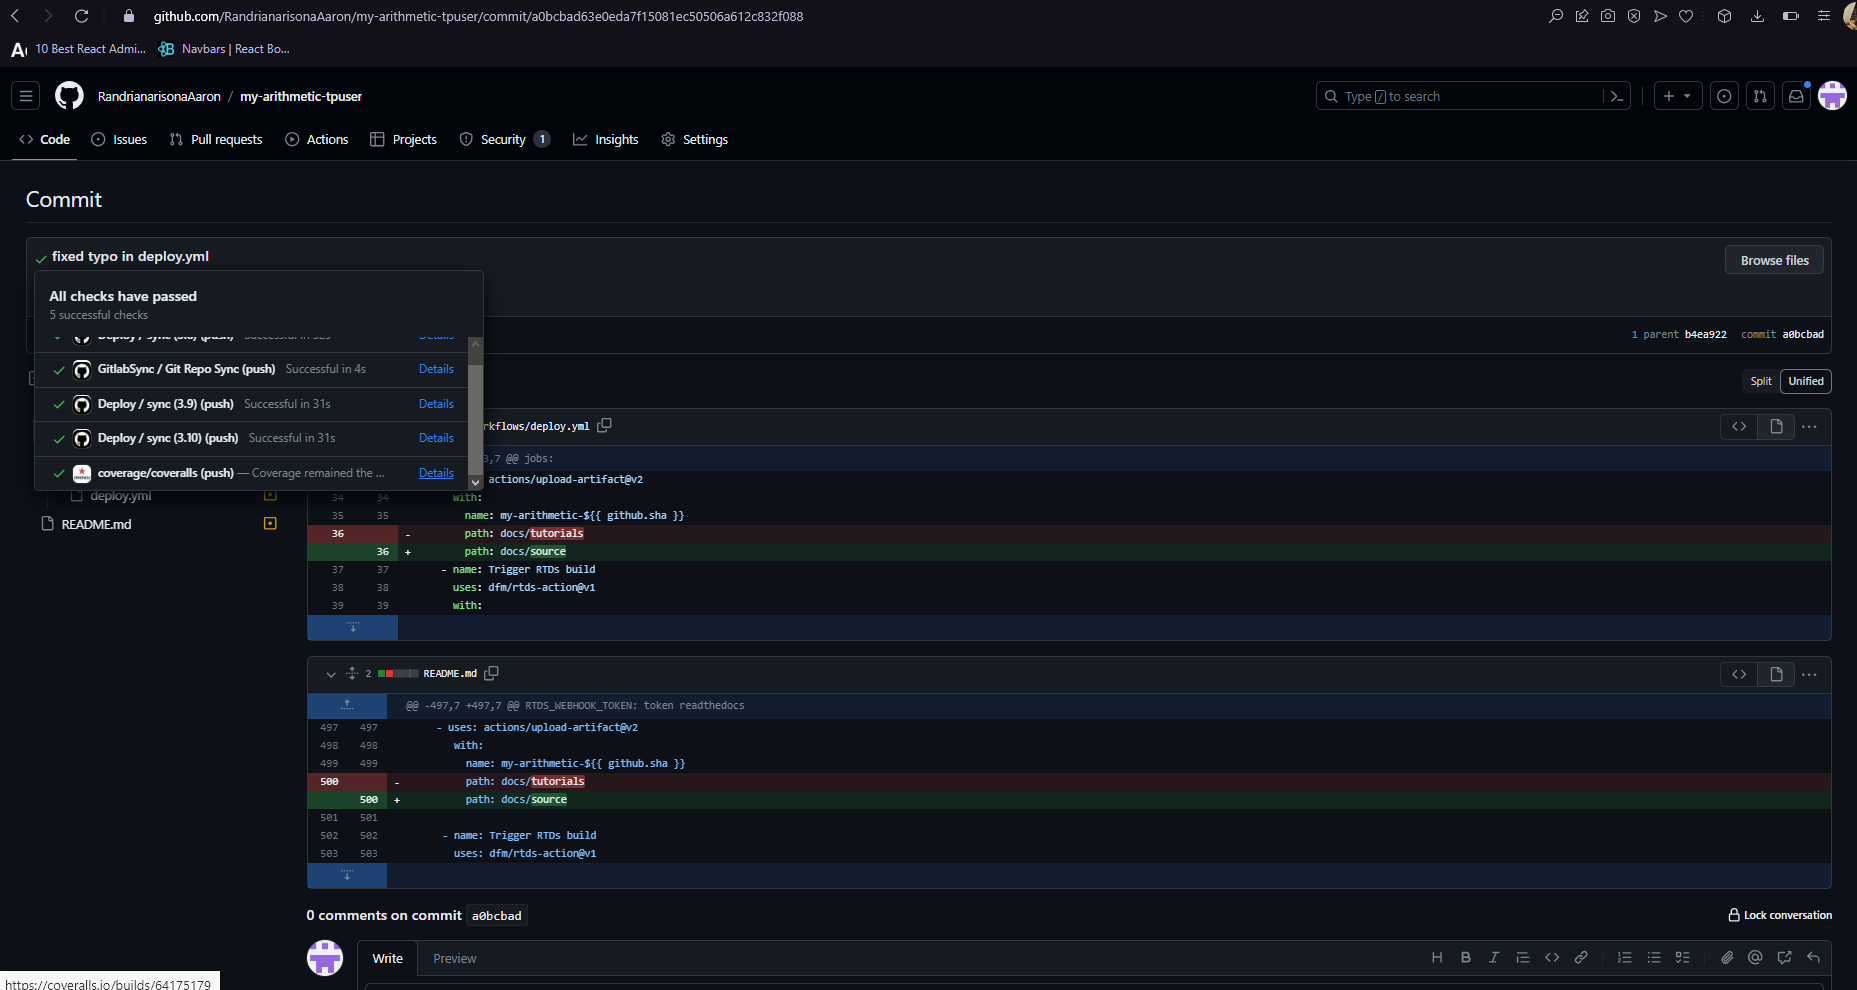 github.com/RandrianarisonaAaron/my-arithmetic-tpuser/commit/a0bcbad63e0eda7f15081ec50506a612c832f088
10 Best React Admi... Navbars | React Bo...
RandrianarisonaAaron / my-arithmetic-tpuser
Type / to search
Code Issues Pull requests Actions Projects Security 1 Insights Settings
Commit
fixed typo in deploy.yml
Browse files
All checks have passed
5 successful checks
1 parent b4ea922 commit a0bcbad
Deploy / sync (3.8) (push) Successful in 32s Details
GitlabSync / Git Repo Sync (push) Successful in 4s Details
Deploy / sync (3.9) (push) Successful in 31s Details
Deploy / sync (3.10) (push) Successful in 31s Details
coverage/coveralls (push) — Coverage remained the ... Details
Split Unified
deploy.yml
README.md
rkflows/deploy.yml
3,7 @@ jobs:
actions/upload-artifact@v2
34 34 with:
35 35 name: my-arithmetic-${{ github.sha }}
36 - path: docs/tutorials
36 + path: docs/source
37 37 - name: Trigger RTDs build
38 38 uses: dfm/rtds-action@v1
39 39 with:
2 README.md
@@ -497,7 +497,7 @@ RTDS_WEBHOOK_TOKEN: token readthedocs
497 497 - uses: actions/upload-artifact@v2
498 498 with:
499 499 name: my-arithmetic-${{ github.sha }}
500 - path: docs/tutorials
500 + path: docs/source
501 501
502 502 - name: Trigger RTDs build
503 503 uses: dfm/rtds-action@v1
0 comments on commit a0bcbad
Lock conversation
Write Preview
https://coveralls.io/builds/64175179